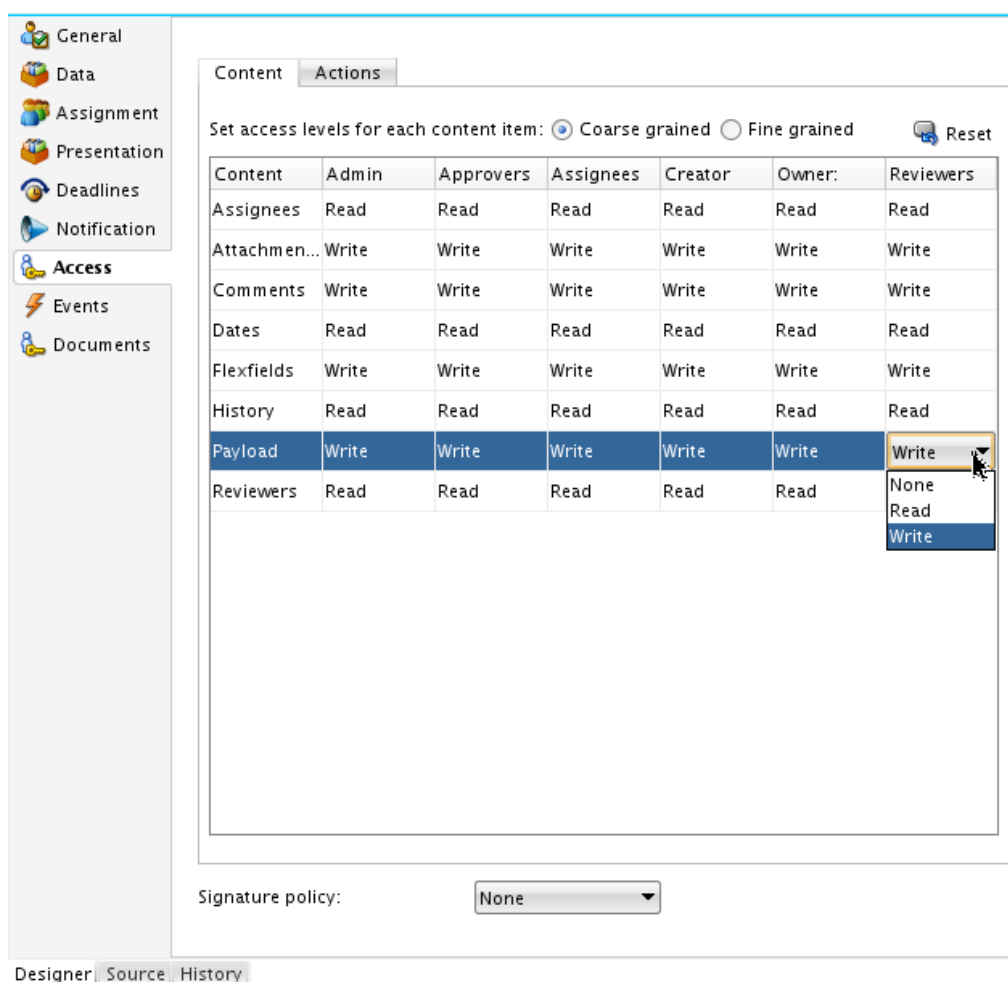 General
Data
Assignment
Presentation
Deadlines
Notification
Access
Events
Documents
Content Actions
Set access levels for each content item: Coarse grained Fine grained Reset
Content Admin Approvers Assignees Creator Owner: Reviewers
Assignees Read Read Read Read Read Read
Attachmen... Write Write Write Write Write Write
Comments Write Write Write Write Write Write
Dates Read Read Read Read Read Read
Flexfields Write Write Write Write Write Write
History Read Read Read Read Read Read
Payload Write Write Write Write Write Write
Reviewers Read Read Read Read Read
None
Read
Write
Signature policy: None
Designer Source History